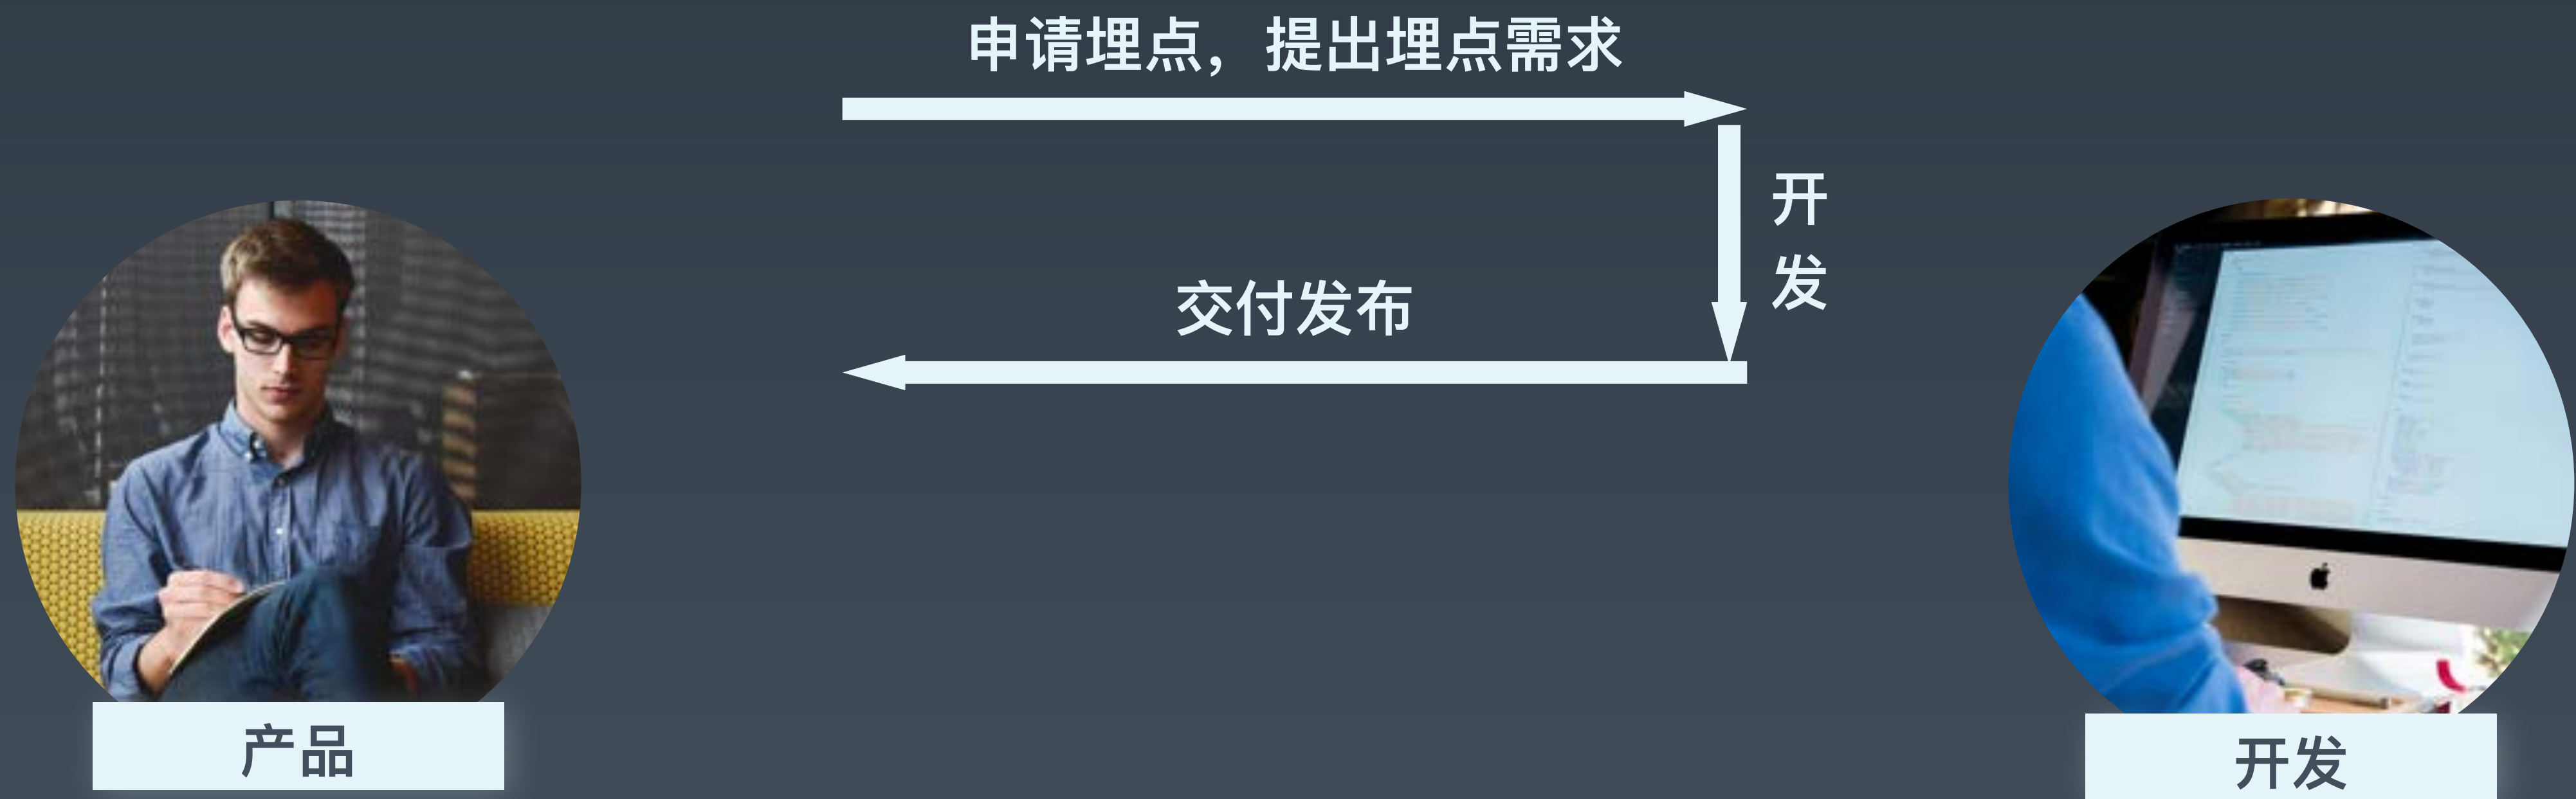 申请埋点，提出埋点需求
开
发
交付发布
产品
开发